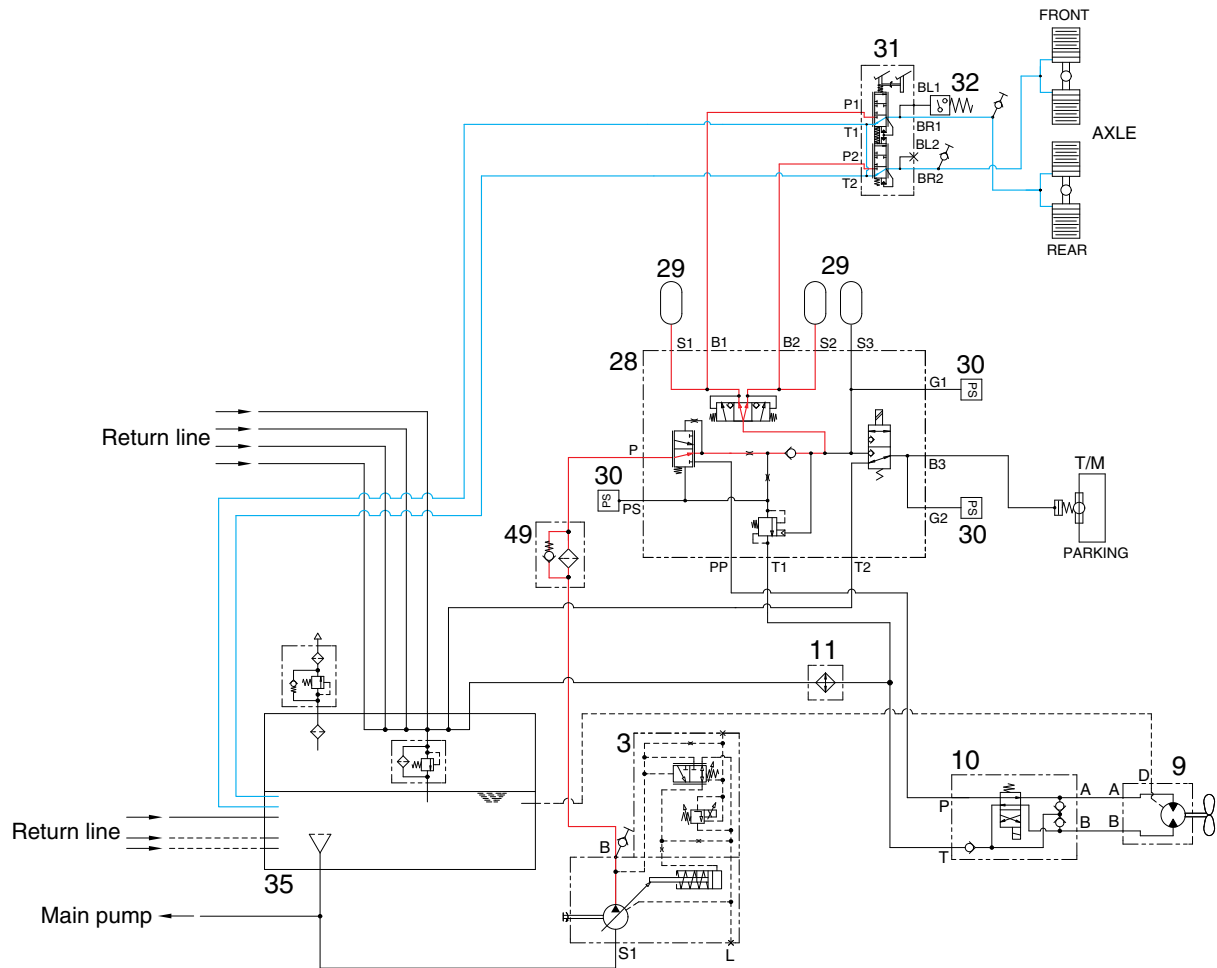 FRONT
31
BL1
32
P1
BR1
AXLE
T1
BL2
P2
T2
BR2
REAR
29
29
S1
B1
B2
S2
S3
28
30
G1
PS
Return line
P
T/M
30
B3
PS
PS
PS
G2
30
49
PARKING
PP
T1
T2
11
3
10
D
9
A
A
P
B
B
Return line
B
T
35
Main pump
S1
L